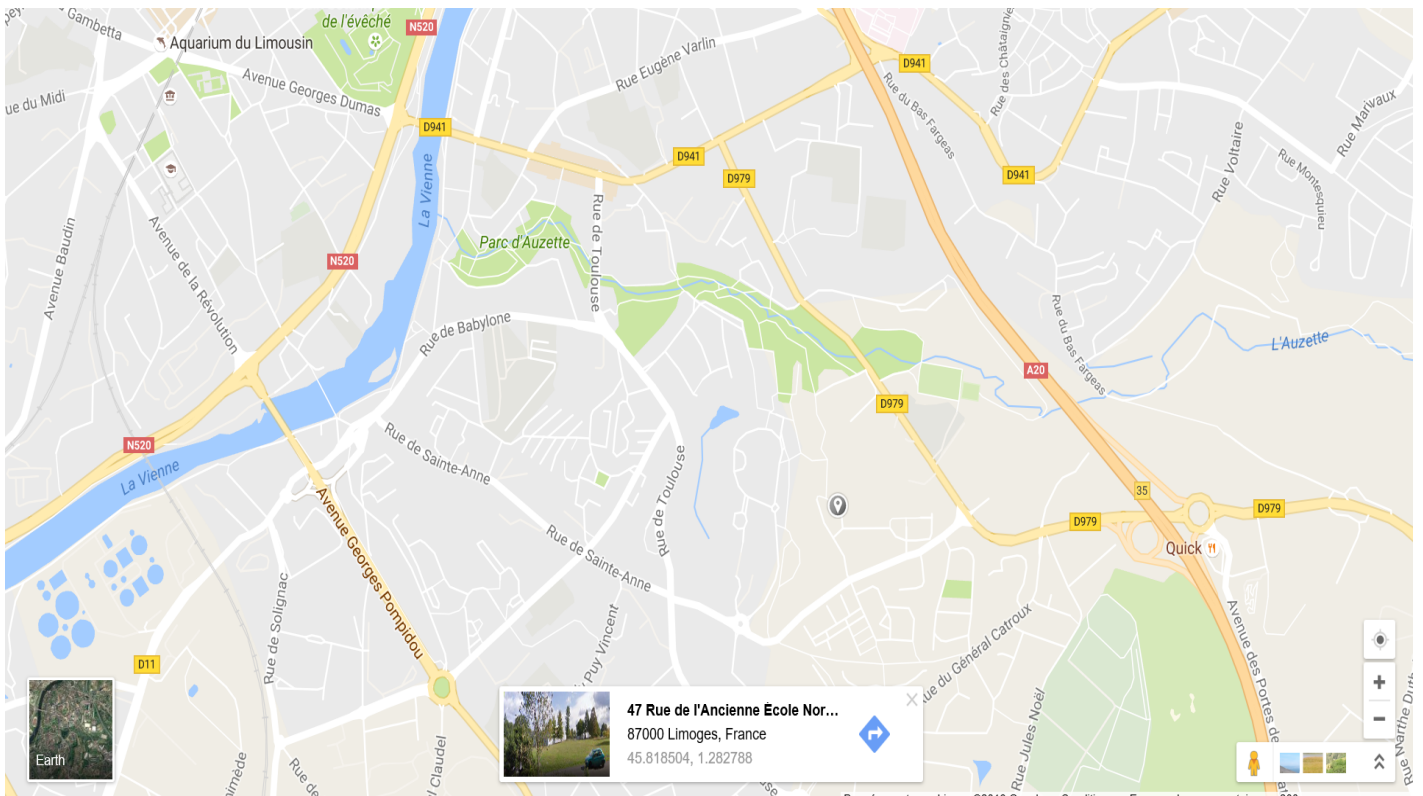 de l'évêché
Gambetta
N520
Aquarium du Limousin
Rue Eugène Varlin
D941
Rue des Châtaignie
Avenue Georges Dumas
ue du Midi
Rue du Bas Fargeas
Rue Marivaux
D941
D941
Rue Voltaire
Rue Montesquieu
D979
D941
La Vienne
Rue de Toulouse
Avenue Baudin
Avenue de la Révolution
Parc d'Auzette
N520
Rue de Babylone
Rue du Bas Fargeas
L'Auzette
A20
D979
N520
La Vienne
Rue de Sainte-Anne
Rue de Toulouse
35
D979
D979
Avenue Georges Pompidou
Rue de Sainte-Anne
Quick
Rue de Solignac
Puy Vincent
ue du Général Catroux
Avenue des Portes de
D11
Rue Jules Noël
47 Rue de l'Ancienne École Nor...
87000 Limoges, France
45.818504, 1.282788
Earth
Claudel
Rue de
Rue Marthe Duth